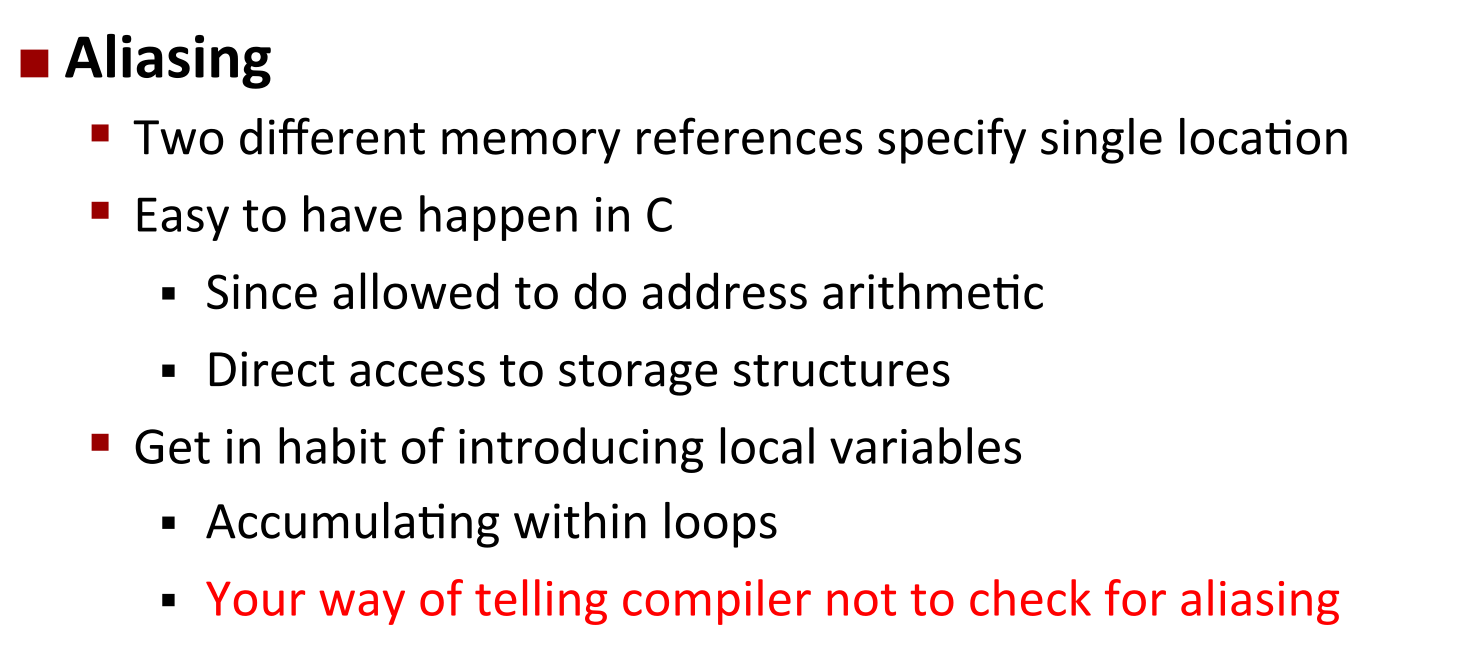 Aliasing
Two different memory references specify single location
Easy to have happen in C
Since allowed to do address arithmetic
Direct access to storage structures
Get in habit of introducing local variables
Accumulating within loops
Your way of telling compiler not to check for aliasing